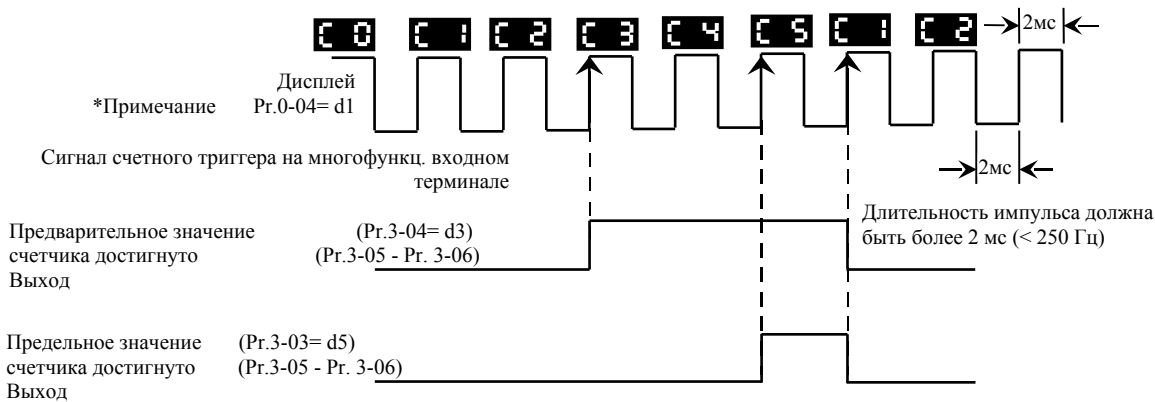 C 0 C 1 C 2 C 3 C 4 C 5 C 1 C 2 2мс
Дисплей
*Примечание Pr.0-04= d1
Сигнал счетного триггера на многофункц. входном
терминале
2мс
Длительность импульса должна
быть более 2 мс (< 250 Гц)
Предварительное значение (Pr.3-04= d3)
счетчика достигнуто (Pr.3-05 - Pr. 3-06)
Выход
Предельное значение (Pr.3-03= d5)
счетчика достигнуто (Pr.3-05 - Pr. 3-06)
Выход